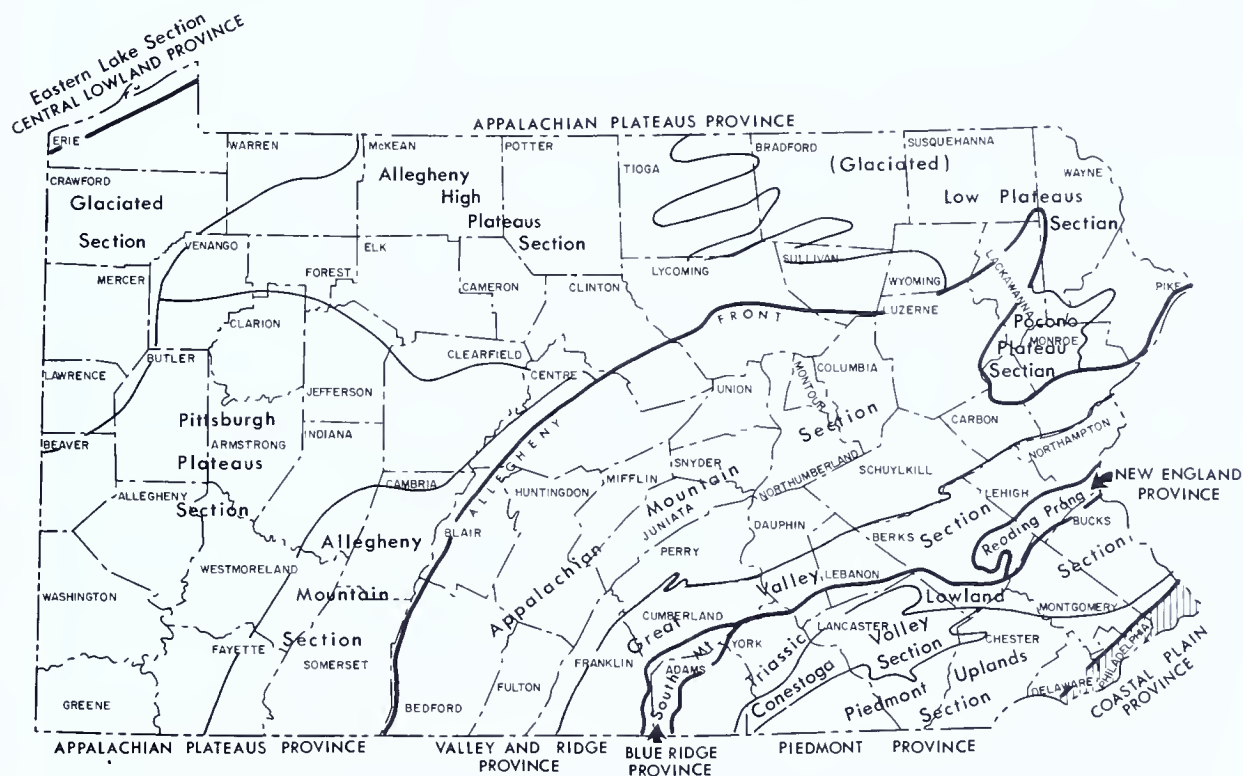 Eastern Lake Section
CENTRAL LOWLAND PROVINCE
APPALACHIAN PLATEAUS PROVINCE
ERIE
WARREN
McKEAN
POTTER
TIOGA
BRADFORD
SUSQUEHANNA
WAYNE
CRAWFORD
Glaciated
Section
Allegheny
High
Plateaus
Section
(Glaciated)
Low Plateaus
Section
VENANGO
MERCER
FOREST
ELK
CAMERON
CLINTON
LYCOMING
SULLIVAN
WYOMING
LACKAWANNA
PIKE
CLARION
CLEARFIELD
CENTRE
ALLEGHENY FRONT
LUZERNE
Pocono
MONROE
Plateau
Section
LAWRENCE
BUTLER
JEFFERSON
UNION
MONTOUR
COLUMBIA
CARBON
NORTHAMPTON
BEAVER
Pittsburgh
ARMSTRONG
INDIANA
Plateaus
Section
ALLEGHENY
CAMBRIA
BLAIR
HUNTINGDON
MIFFLIN
SNYDER
JUNIATA
NORTHUMBERLAND
SCHUYLKILL
Appalachian Mountain Section
LEHIGH
NEW ENGLAND
PROVINCE
Reading Prong
BUCKS
DAUPHIN
BERKS
PERRY
LEBANON
Great Valley Section
WASHINGTON
WESTMORELAND
Allegheny
Mountain
Section
CUMBERLAND
Triassic Lowland Section
MONTGOMERY
PHILADELPHIA
FAYETTE
SOMERSET
FRANKLIN
ADAMS
YORK
South Mt
LANCASTER
Conestoga Valley
Section
CHESTER
DELAWARE
Piedmont Uplands
Section
COASTAL PLAIN
PROVINCE
GREENE
BEDFORD
FULTON
APPALACHIAN PLATEAUS PROVINCE
VALLEY AND RIDGE
PROVINCE
BLUE RIDGE
PROVINCE
PIEDMONT PROVINCE